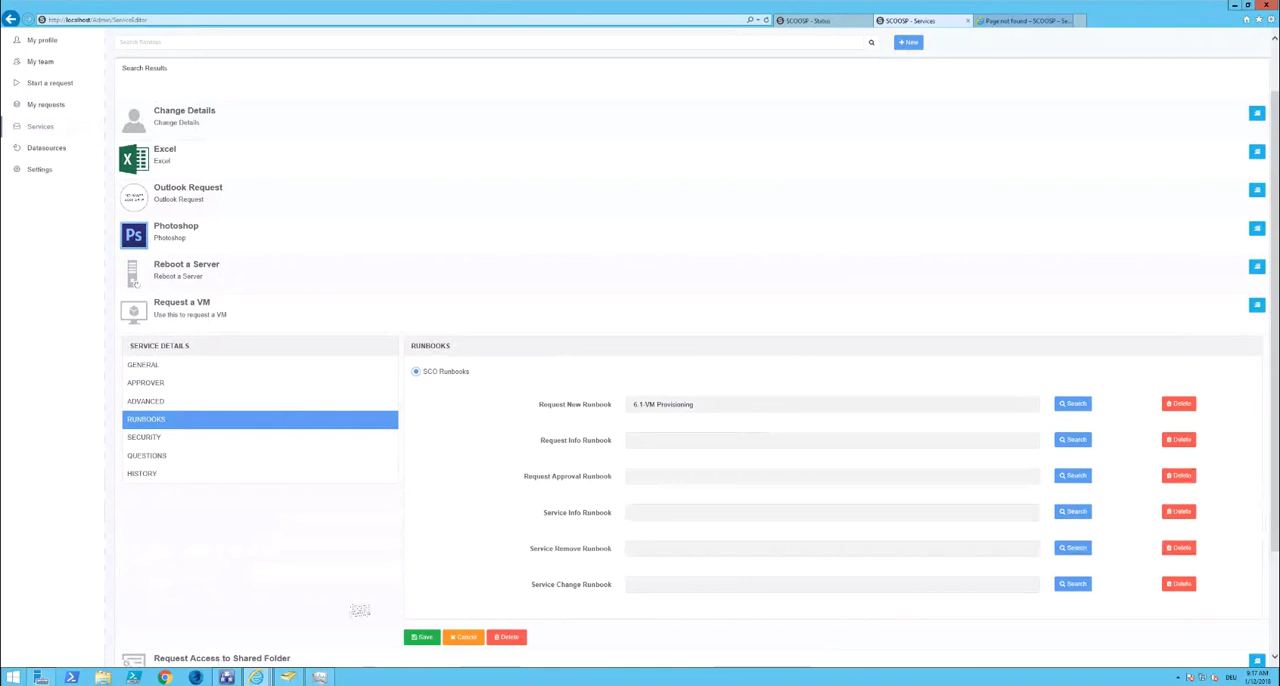 http://localhost/Admin/ServiceEditor
SCOOSP - Status
SCOOSP - Services
Page not found – SCOOSP – Se...
My profile
My team
Start a request
My requests
Services
Datasources
Settings
Search Favorites
+ New
Search Results
Change Details
Change Details
Excel
Excel
Outlook Request
Outlook Request
Photoshop
Photoshop
Reboot a Server
Reboot a Server
Request a VM
Use this to request a VM
SERVICE DETAILS
GENERAL
APPROVER
ADVANCED
RUNBOOKS
SECURITY
QUESTIONS
HISTORY
RUNBOOKS
SCO Runbooks
Request New Runbook 6.1-VM Provisioning Search Delete
Request Info Runbook Search Delete
Request Approval Runbook Search Delete
Service Info Runbook Search Delete
Service Remove Runbook Search Delete
Service Change Runbook Search Delete
Save Cancel Delete
Request Access to Shared Folder
DEU
9:17 AM
1/12/2018